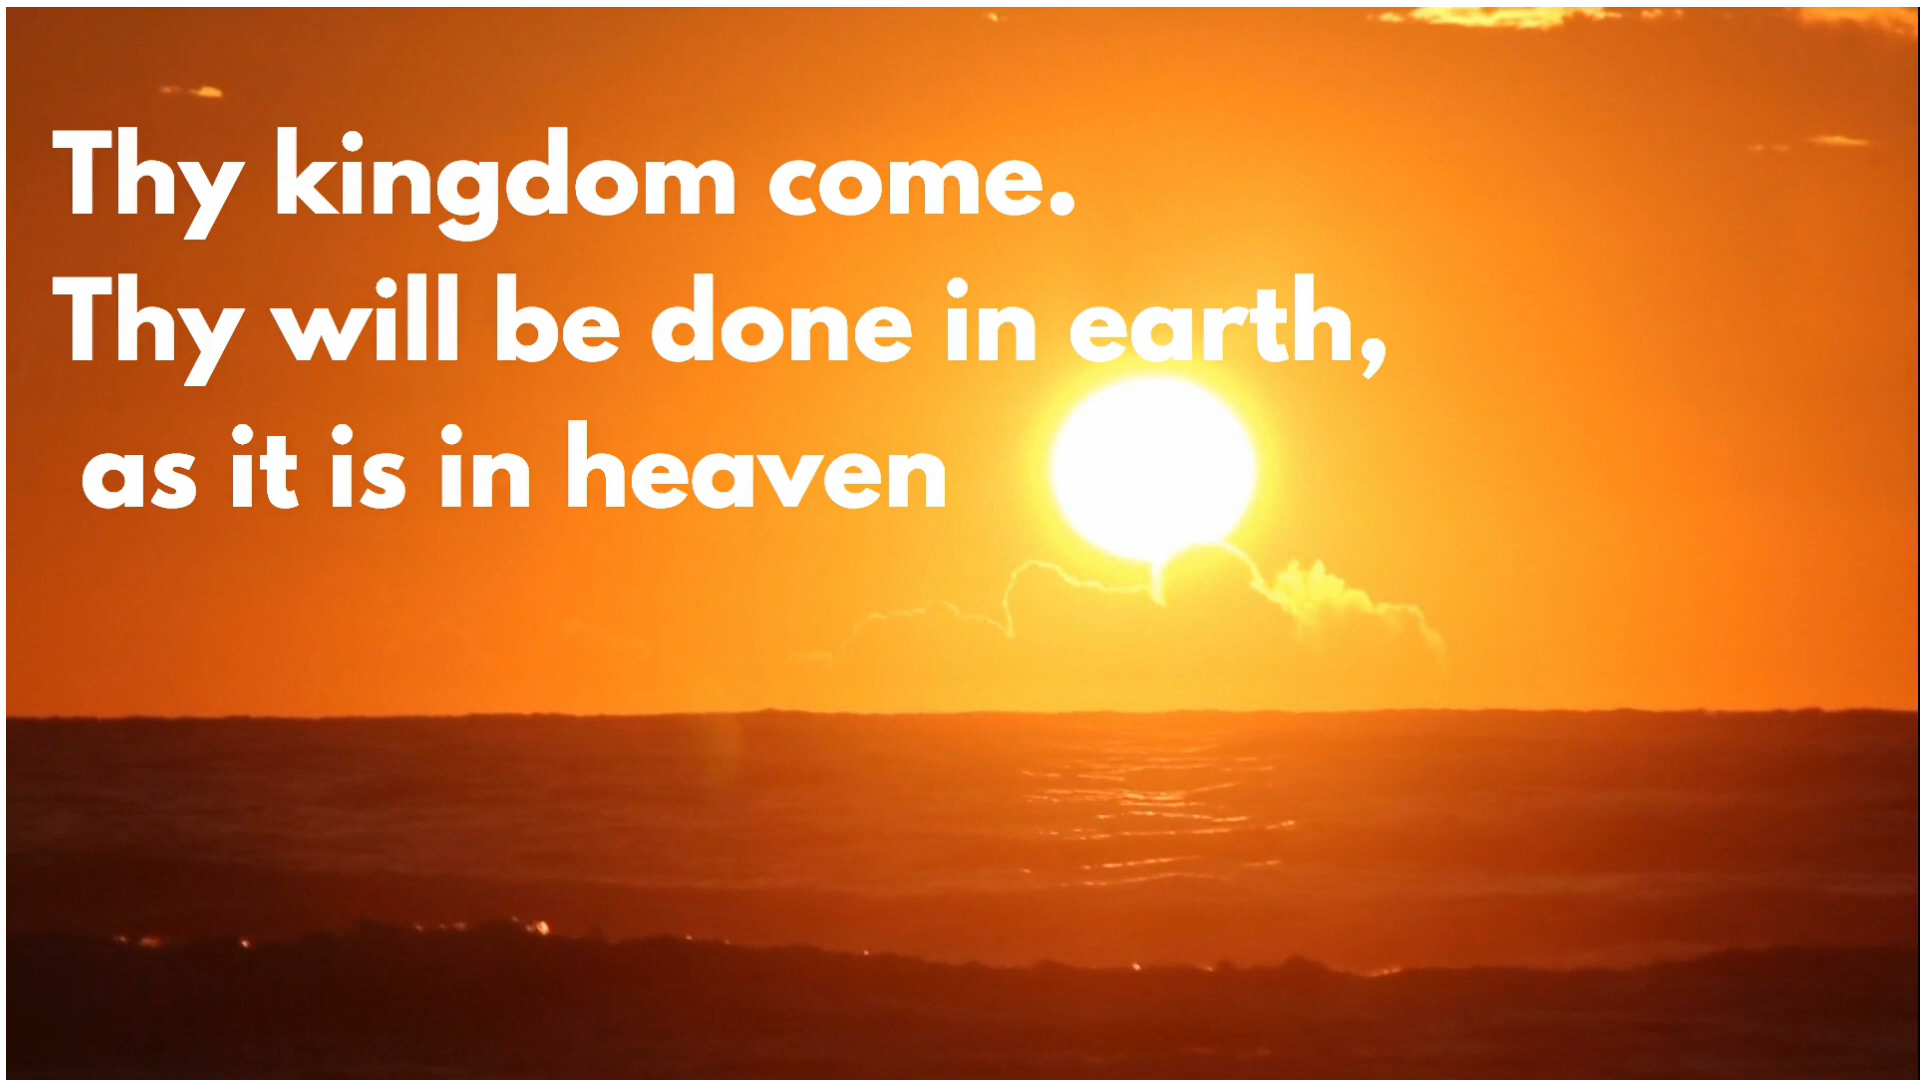 Thy kingdom come.
Thy will be done in earth,
as it is in heaven